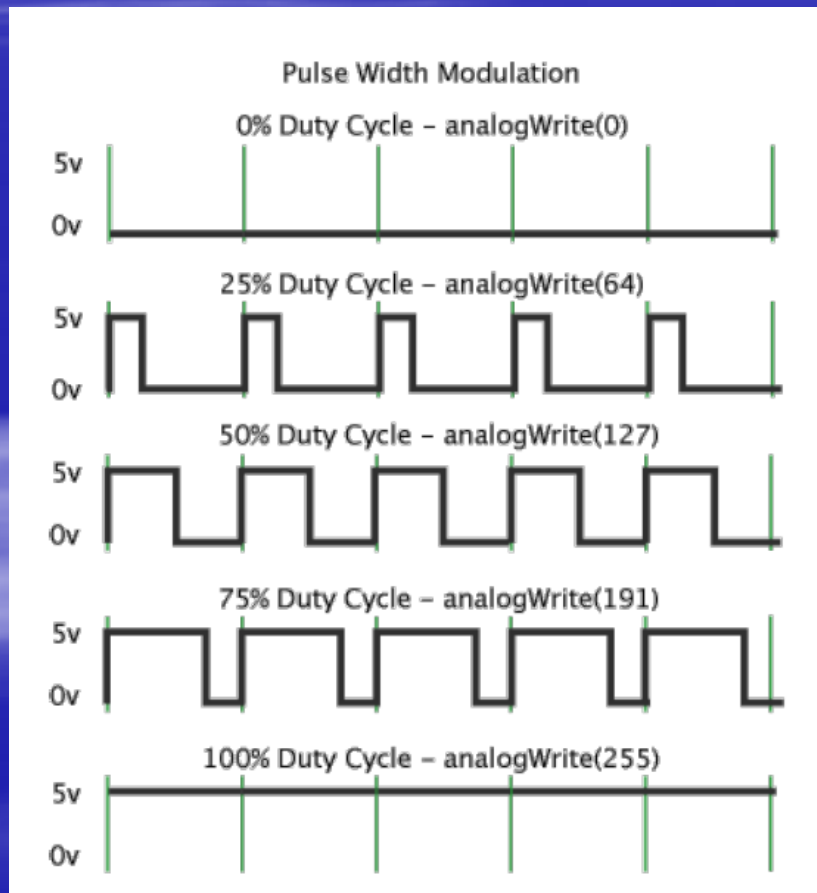 Pulse Width Modulation
0% Duty Cycle – analogWrite(0)
5v
0v
25% Duty Cycle – analogWrite(64)
5v
0v
50% Duty Cycle – analogWrite(127)
5v
0v
75% Duty Cycle – analogWrite(191)
5v
0v
100% Duty Cycle – analogWrite(255)
5v
0v